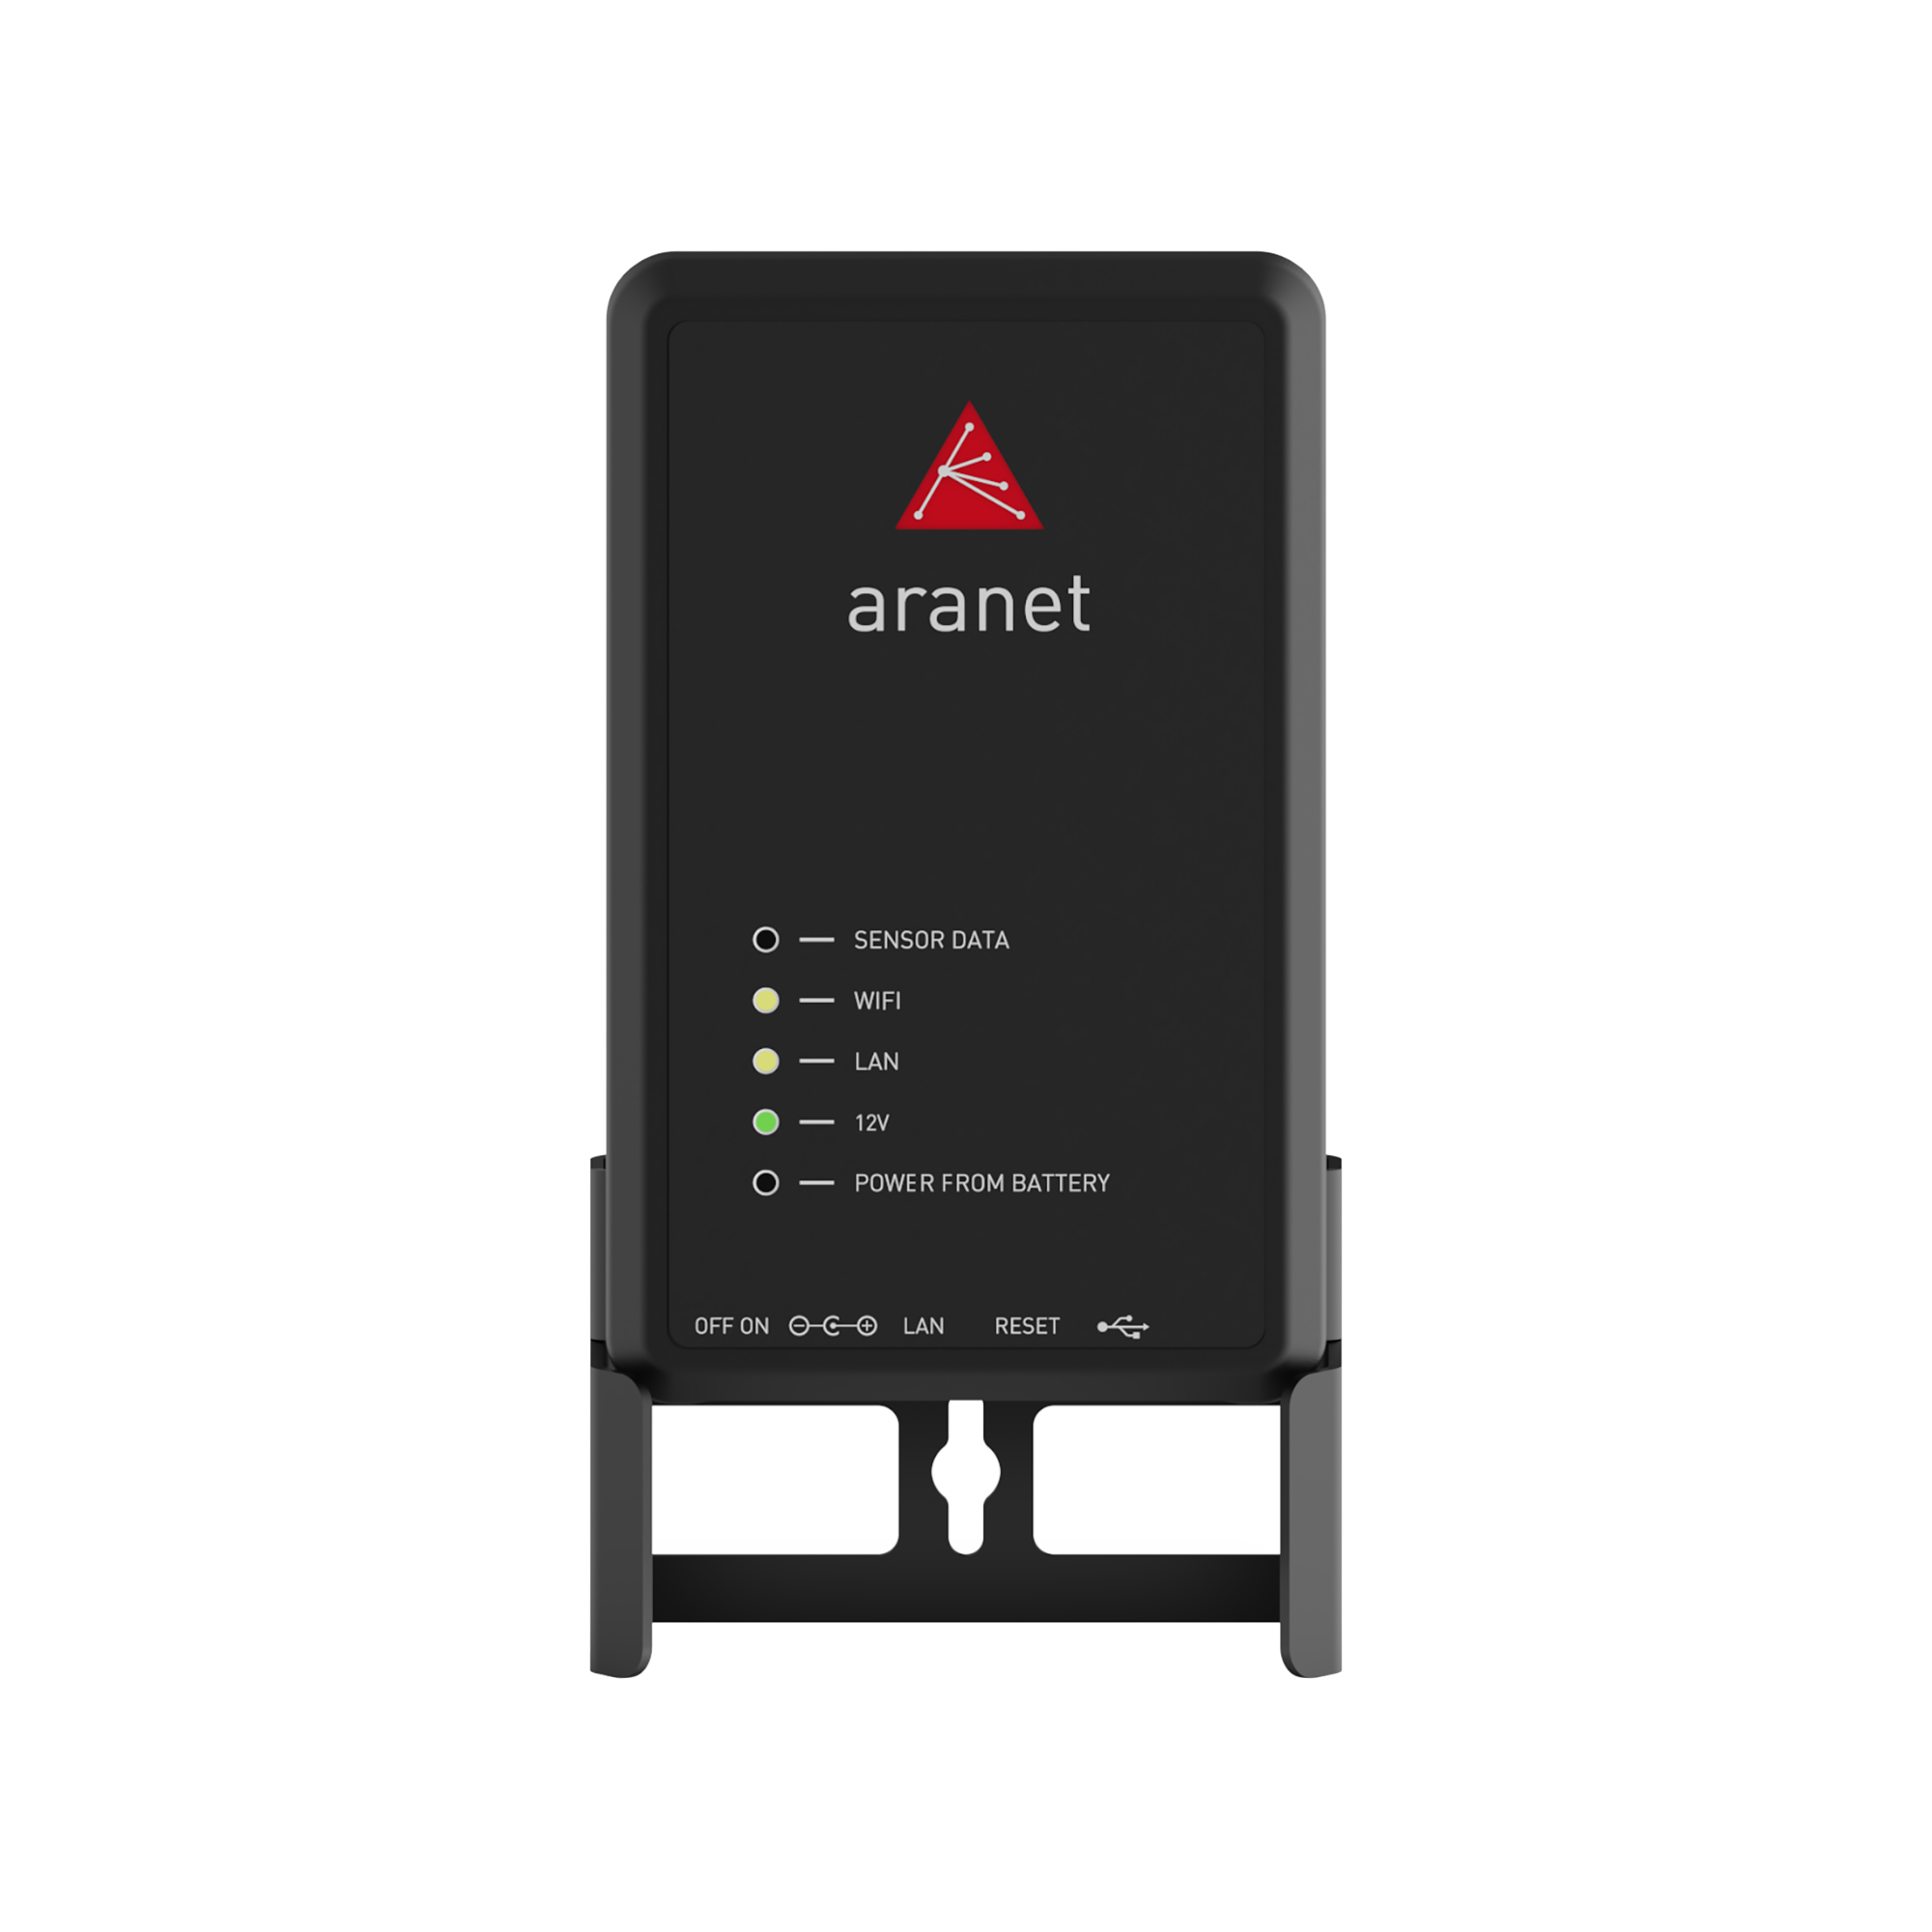 aranet
SENSOR DATA
WIFI
LAN
12V
POWER FROM BATTERY
OFF ON LAN RESET